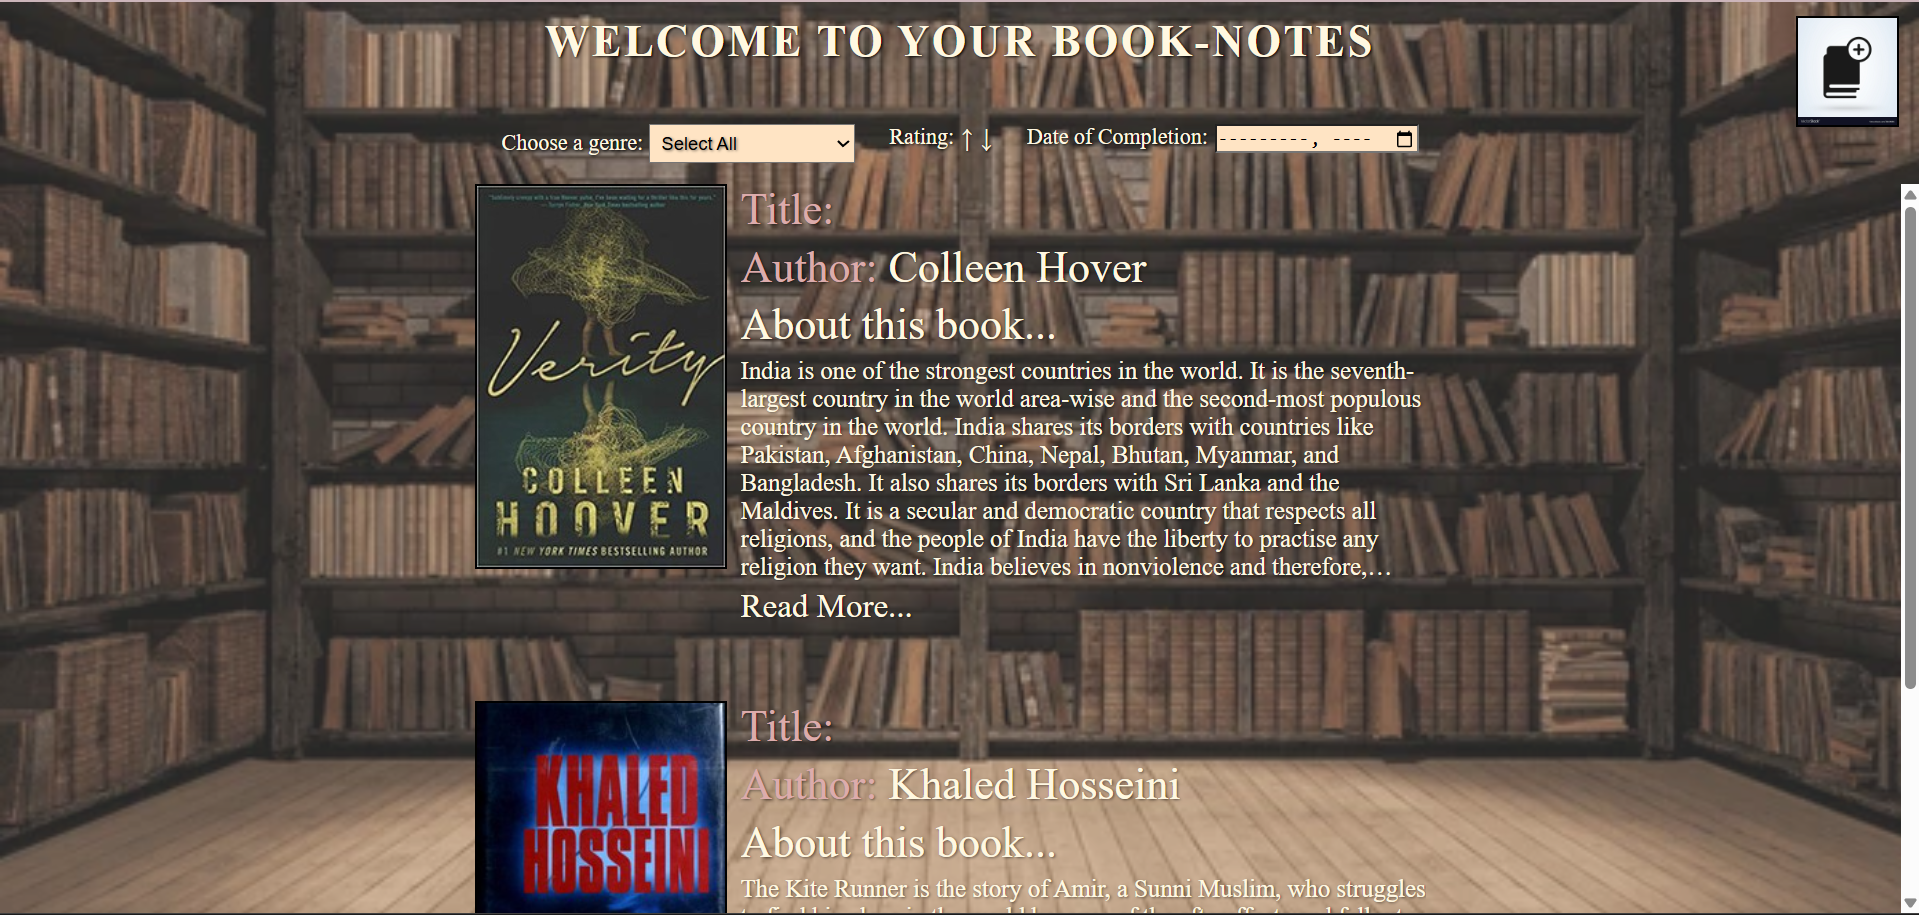 WELCOME TO YOUR BOOK-NOTES
Choose a genre: Select All Rating: ↑ ↓ Date of Completion: ---------, ----
Title:
Author: Colleen Hover
About this book...
India is one of the strongest countries in the world. It is the seventh-
largest country in the world area-wise and the second-most populous
country in the world. India shares its borders with countries like
Pakistan, Afghanistan, China, Nepal, Bhutan, Myanmar, and
Bangladesh. It also shares its borders with Sri Lanka and the
Maldives. It is a secular and democratic country that respects all
religions, and the people of India have the liberty to practise any
religion they want. India believes in nonviolence and therefore,…
Read More...
Verity
COLLEEN
HOOVER
#1 NEW YORK TIMES BESTSELLING AUTHOR
Title:
Author: Khaled Hosseini
About this book...
The Kite Runner is the story of Amir, a Sunni Muslim, who struggles
KHALED
HOSSEINI